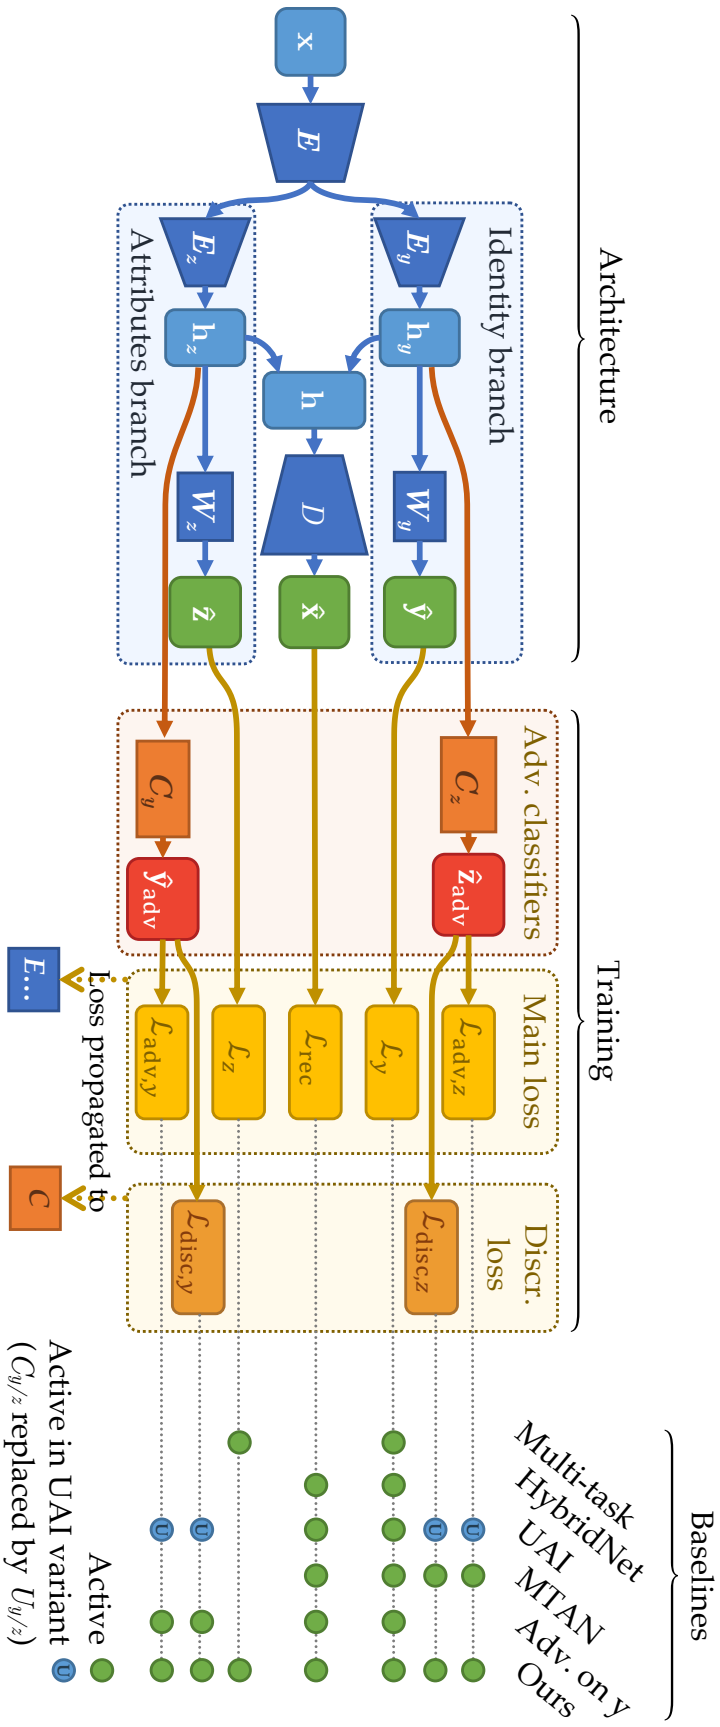 Architecture
Training
Baselines
Identity branch
Adv. classifiers
Main loss
Discr.
loss
Multi-task
HybridNet
UAI
MTAN
Adv. on y
Ours
x
E
E_y
h_y
W_y
ŷ
h
D
x̂
E_z
h_z
W_z
ẑ
Attributes branch
C_z
ẑ_adv
C_y
ŷ_adv
ℒ_adv,z
ℒ_y
ℒ_rec
ℒ_z
ℒ_adv,y
ℒ_disc,z
ℒ_disc,y
U
U
U
U
Loss propagated to
E...
C
Active
Active in UAI variant
U
(C_y/z replaced by U_y/z)